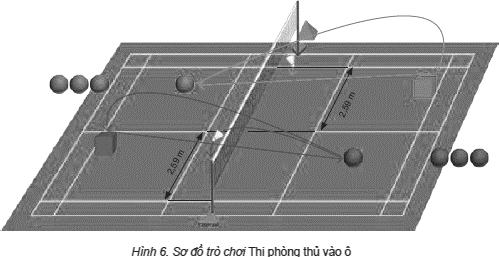 2,59 m
2,59 m
Hình 6. Sơ đồ trò chơi Thi phòng thủ vào ô